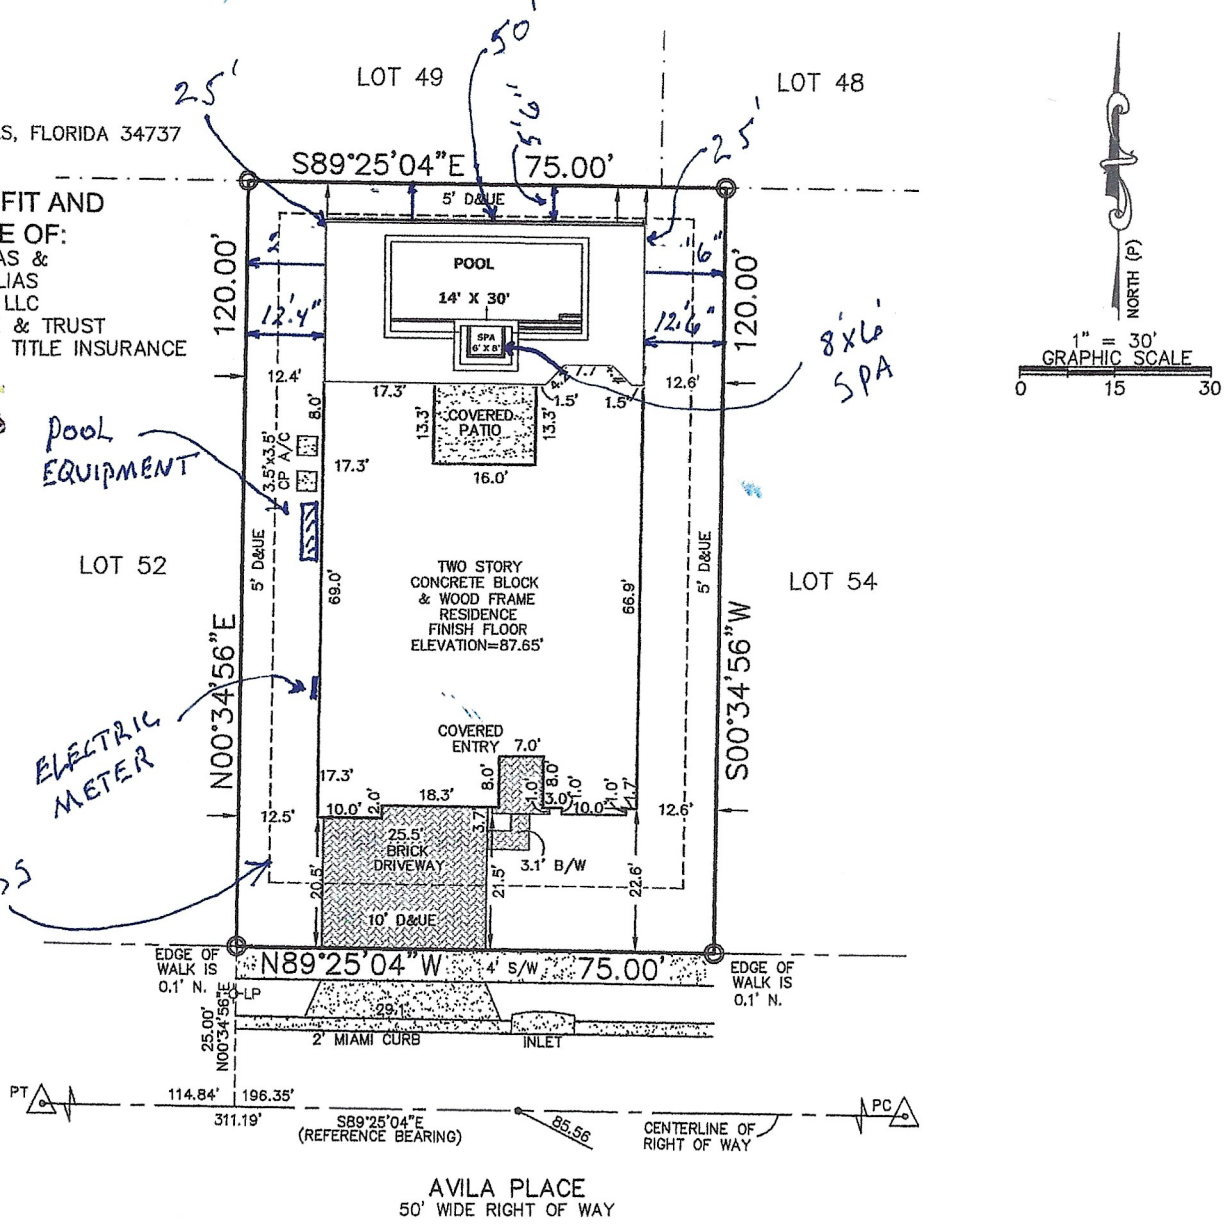 50'
LOT 49
LOT 48
25'
5'6"
25'
S, FLORIDA 34737
S89°25'04"E 75.00'
5' D&UE
FIT AND
E OF:
AS &
LIAS
LLC
& TRUST
TITLE INSURANCE
120.00'
2
6"
120.00'
POOL
14' X 30'
SPA
6' X 8'
12'4"
12'6"
8'X6'
SPA
NORTH (P)
1" = 30'
GRAPHIC SCALE
0 15 30
12.4'
17.3'
4.2'
7.7'
1.5'
1.5'
12.6'
8.0'
13.3'
COVERED
PATIO
13.3'
16.0'
POOL
EQUIPMENT
3.5'x3.5'
CP A/C
17.3'
LOT 52
5' D&UE
69.0'
TWO STORY
CONCRETE BLOCK
& WOOD FRAME
RESIDENCE
FINISH FLOOR
ELEVATION=87.65'
66.9'
5' D&UE
LOT 54
N00°34'56"E
S00°34'56"W
ELECTRIC
METER
COVERED
ENTRY
7.0'
8.0'
8.0'
17.3'
10.0'
2.0'
18.3'
1.0'
3.0'
1.0'
10.0'
1.0'
1.7'
12.5'
12.6'
3.7'
25.5'
BRICK
DRIVEWAY
3.1' B/W
20.5'
21.5'
22.6'
10' D&UE
EDGE OF
WALK IS
0.1' N.
N89°25'04"W 4' S/W 75.00'
EDGE OF
WALK IS
0.1' N.
LP
25.00'
N00°34'56"E
29.1'
2' MIAMI CURB
INLET
PT
114.84' 196.35'
311.19'
S89°25'04"E
(REFERENCE BEARING)
85.56
CENTERLINE OF
RIGHT OF WAY
PC
AVILA PLACE
50' WIDE RIGHT OF WAY